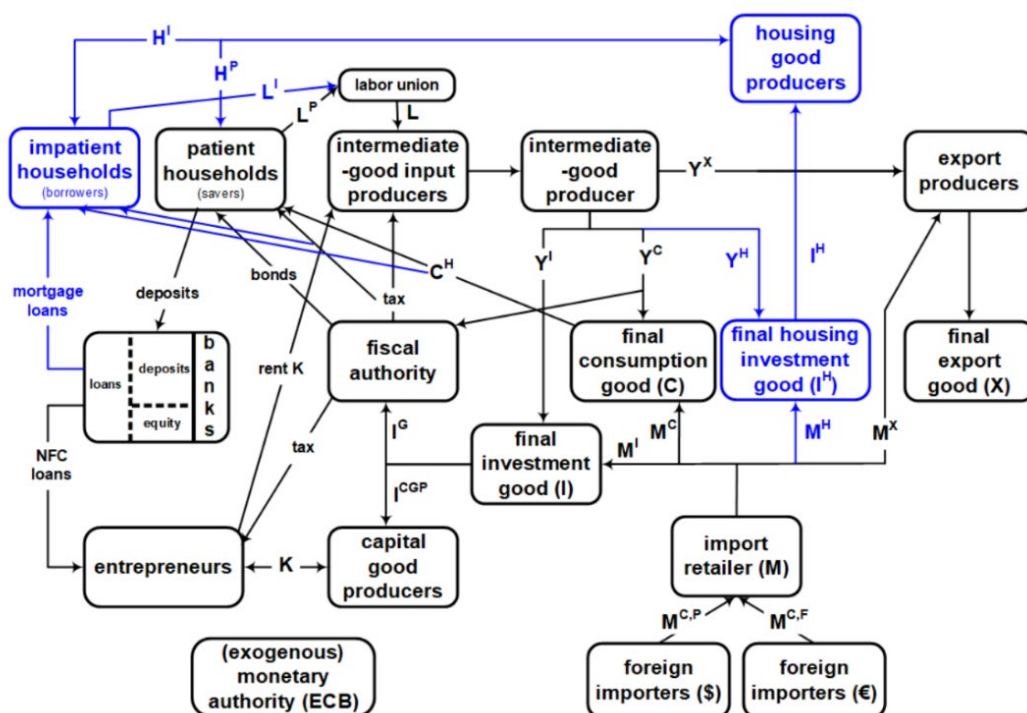 H^I
H^P
housing
good
producers
L^I
L^P
labor union
L
impatient
households
(borrowers)
patient
households
(savers)
intermediate
-good input
producers
intermediate
-good
producer
Y^X
export
producers
mortgage
loans
deposits
bonds
tax
C^H
Y^I
Y^C
Y^H
I^H
loans
deposits
equity
banks
rent K
fiscal
authority
final
consumption
good (C)
final housing
investment
good (I^H)
final
export
good (X)
NFC
loans
tax
I^G
I^CGP
final
investment
good (I)
M^I
M^C
M^H
M^X
entrepreneurs
K
capital
good
producers
import
retailer (M)
M^C,P
M^C,F
(exogenous)
monetary
authority (ECB)
foreign
importers ($)
foreign
importers (€)